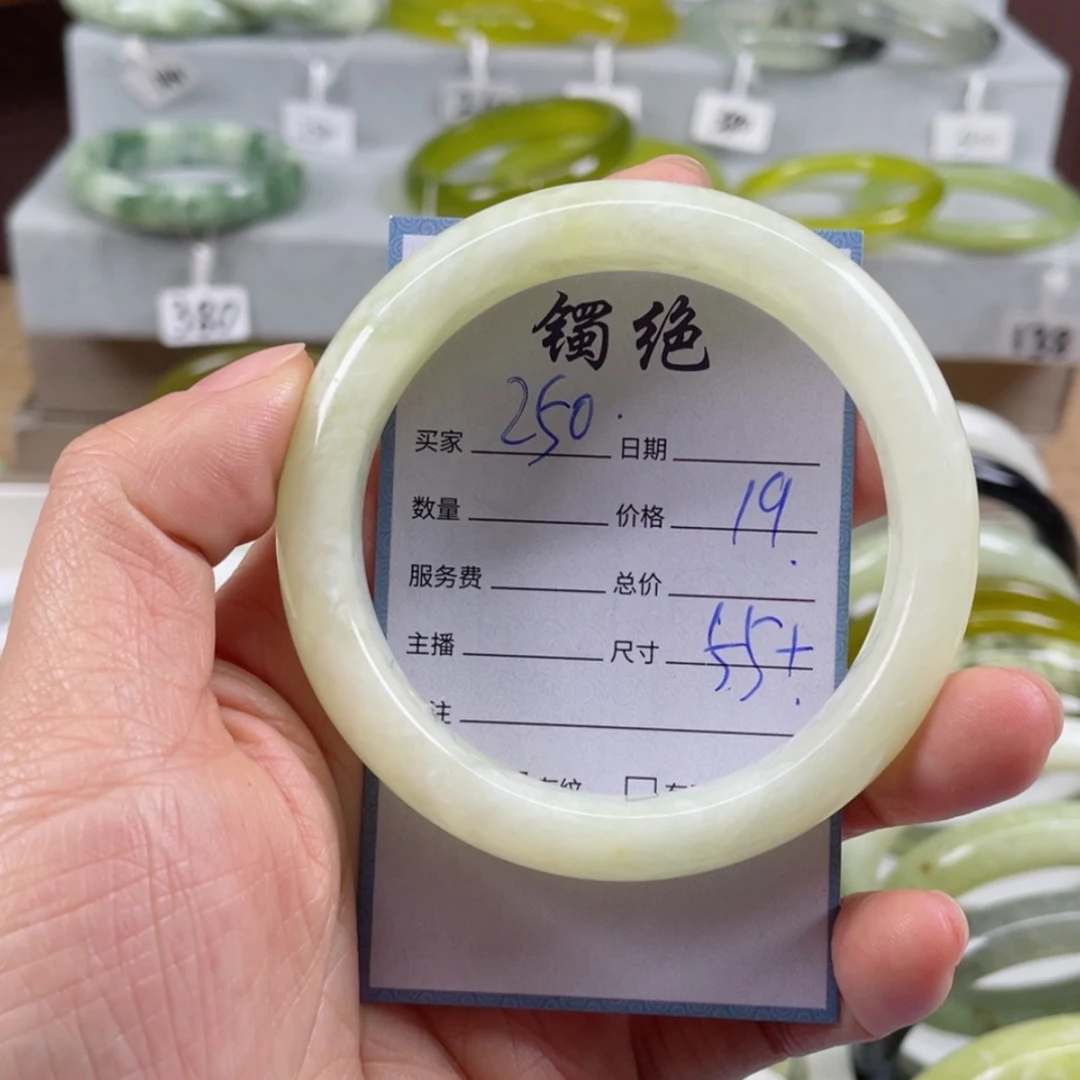 380
138
镯绝
买家 250. 日期
数量 价格 19.
服务费 总价
主播 尺寸 55+.
注